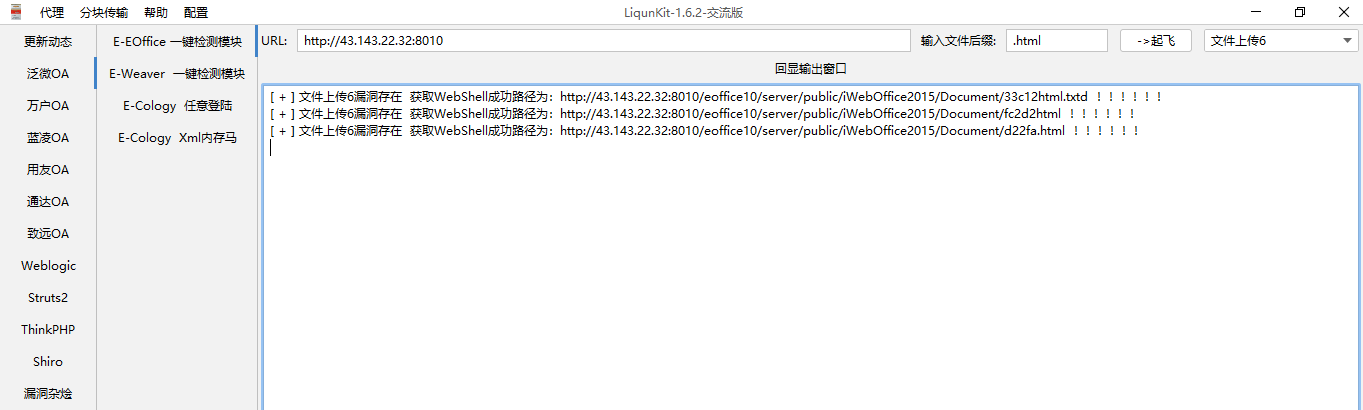 代理 分块传输 帮助 配置 LiqunKit-1.6.2-交流版
更新动态
泛微OA
万户OA
蓝凌OA
用友OA
通达OA
致远OA
Weblogic
Struts2
ThinkPHP
Shiro
漏洞杂烩
E-EOffice 一键检测模块
E-Weaver 一键检测模块
E-Cology 任意登陆
E-Cology Xml内存马
URL: http://43.143.22.32:8010 输入文件后缀: .html ->起飞 文件上传6
回显输出窗口
[ + ] 文件上传6漏洞存在 获取WebShell成功路径为：http://43.143.22.32:8010/eoffice10/server/public/iWebOffice2015/Document/33c12html.txtd ！！！！！！
[ + ] 文件上传6漏洞存在 获取WebShell成功路径为：http://43.143.22.32:8010/eoffice10/server/public/iWebOffice2015/Document/fc2d2html ！！！！！！
[ + ] 文件上传6漏洞存在 获取WebShell成功路径为：http://43.143.22.32:8010/eoffice10/server/public/iWebOffice2015/Document/d22fa.html ！！！！！！